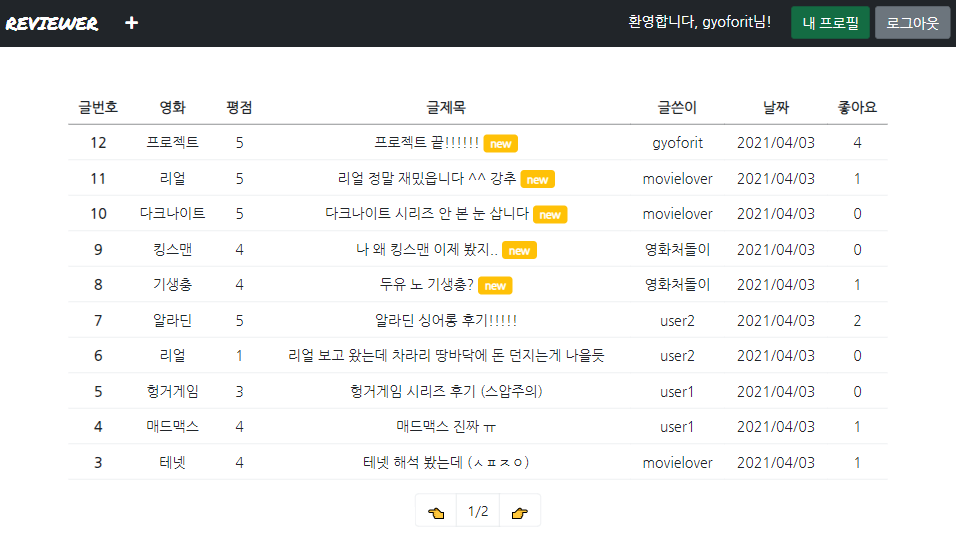 REVIEWER + 환영합니다, gyoforit님! 내 프로필 로그아웃
글번호 영화 평점 글제목 글쓴이 날짜 좋아요
12 프로젝트 5 프로젝트 끝!!!!!! new gyoforit 2021/04/03 4
11 리얼 5 리얼 정말 재밌읍니다 ^^ 강추 new movielover 2021/04/03 1
10 다크나이트 5 다크나이트 시리즈 안 본 눈 삽니다 new movielover 2021/04/03 0
9 킹스맨 4 나 왜 킹스맨 이제 봤지.. new 영화처돌이 2021/04/03 0
8 기생충 4 두유 노 기생충? new 영화처돌이 2021/04/03 1
7 알라딘 5 알라딘 싱어롱 후기!!!!! user2 2021/04/03 2
6 리얼 1 리얼 보고 왔는데 차라리 땅바닥에 돈 던지는게 나을듯 user2 2021/04/03 0
5 헝거게임 3 헝거게임 시리즈 후기 (스압주의) user1 2021/04/03 0
4 매드맥스 4 매드맥스 진짜 ㅠ user1 2021/04/03 1
3 테넷 4 테넷 해석 봤는데 (ㅅㅍㅈㅇ) movielover 2021/04/03 1
1/2